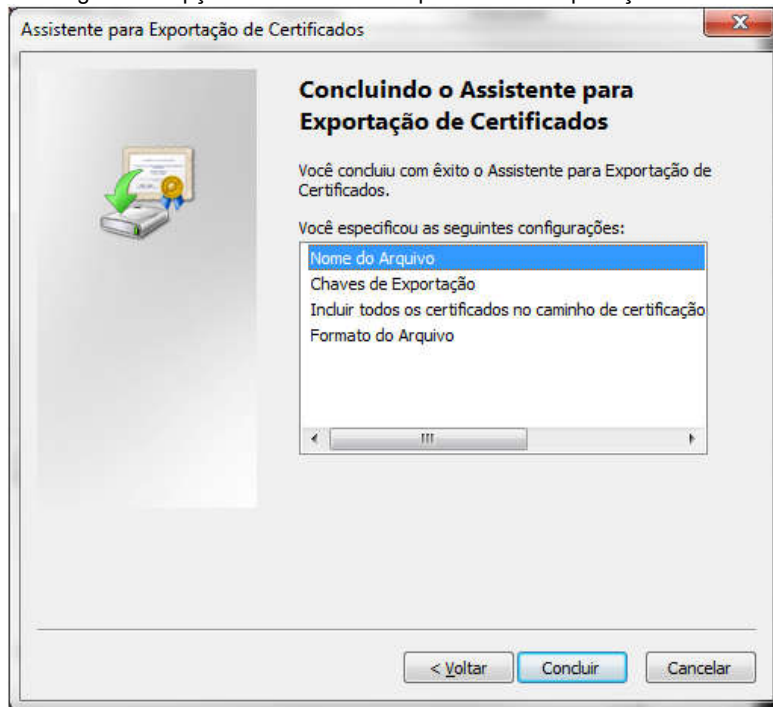 Assistente para Exportação de Certificados
Concluindo o Assistente para
Exportação de Certificados
Você concluiu com êxito o Assistente para Exportação de
Certificados.
Você especificou as seguintes configurações:
Nome do Arquivo
Chaves de Exportação
Incluir todos os certificados no caminho de certificação
Formato do Arquivo
< Voltar
Concluir
Cancelar